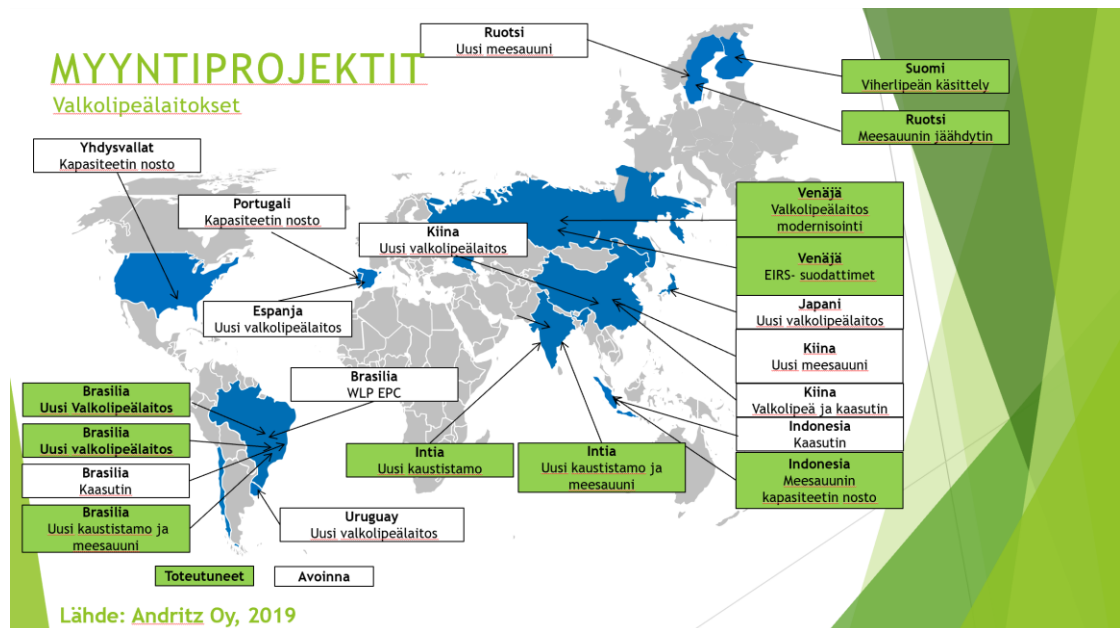 MYYNTIPROJEKTIT
Valkolipeälaitokset
Ruotsi
Uusi meesauuni
Suomi
Viherlipeän käsittely
Ruotsi
Meesauunin jäähdytin
Yhdysvallat
Kapasiteetin nosto
Portugali
Kapasiteetin nosto
Kiina
Uusi valkolipeälaitos
Venäjä
Valkolipeälaitos
modernisointi
Venäjä
EIRS- suodattimet
Espanja
Uusi valkolipeälaitos
Japani
Uusi valkolipeälaitos
Kiina
Uusi meesauuni
Brasilia
WLP EPC
Brasilia
Uusi Valkolipeälaitos
Kiina
Valkolipeä ja kaasutin
Brasilia
Uusi valkolipeälaitos
Indonesia
Kaasutin
Intia
Uusi kaustistamo
Intia
Uusi kaustistamo ja
meesauuni
Indonesia
Meesauunin
kapasiteetin nosto
Brasilia
Kaasutin
Brasilia
Uusi kaustistamo ja
meesauuni
Uruguay
Uusi valkolipeälaitos
Toteutuneet
Avoinna
Lähde: Andritz Oy, 2019